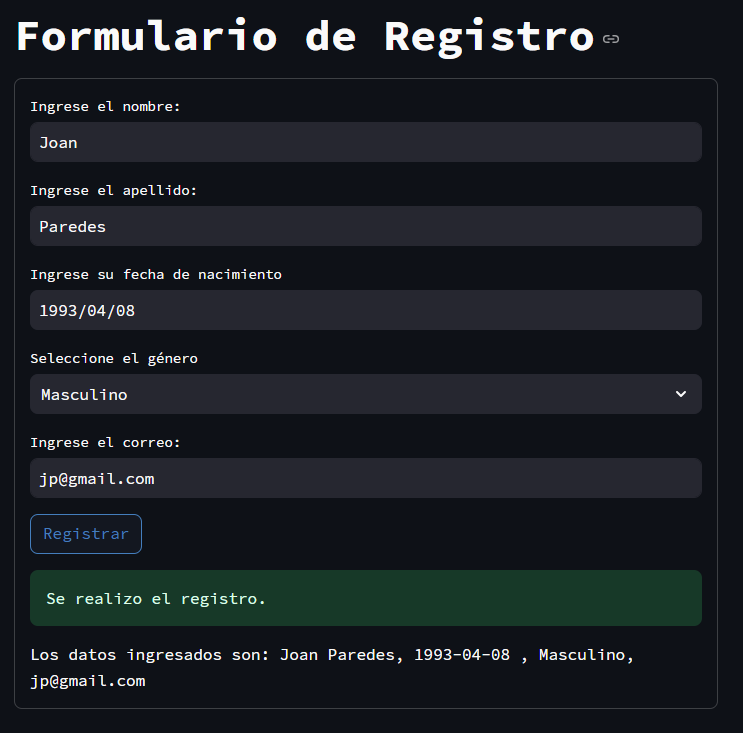 Formulario de Registro
Ingrese el nombre:
Joan
Ingrese el apellido:
Paredes
Ingrese su fecha de nacimiento
1993/04/08
Seleccione el género
Masculino
Ingrese el correo:
jp@gmail.com
Registrar
Se realizo el registro.
Los datos ingresados son: Joan Paredes, 1993-04-08 , Masculino,
jp@gmail.com